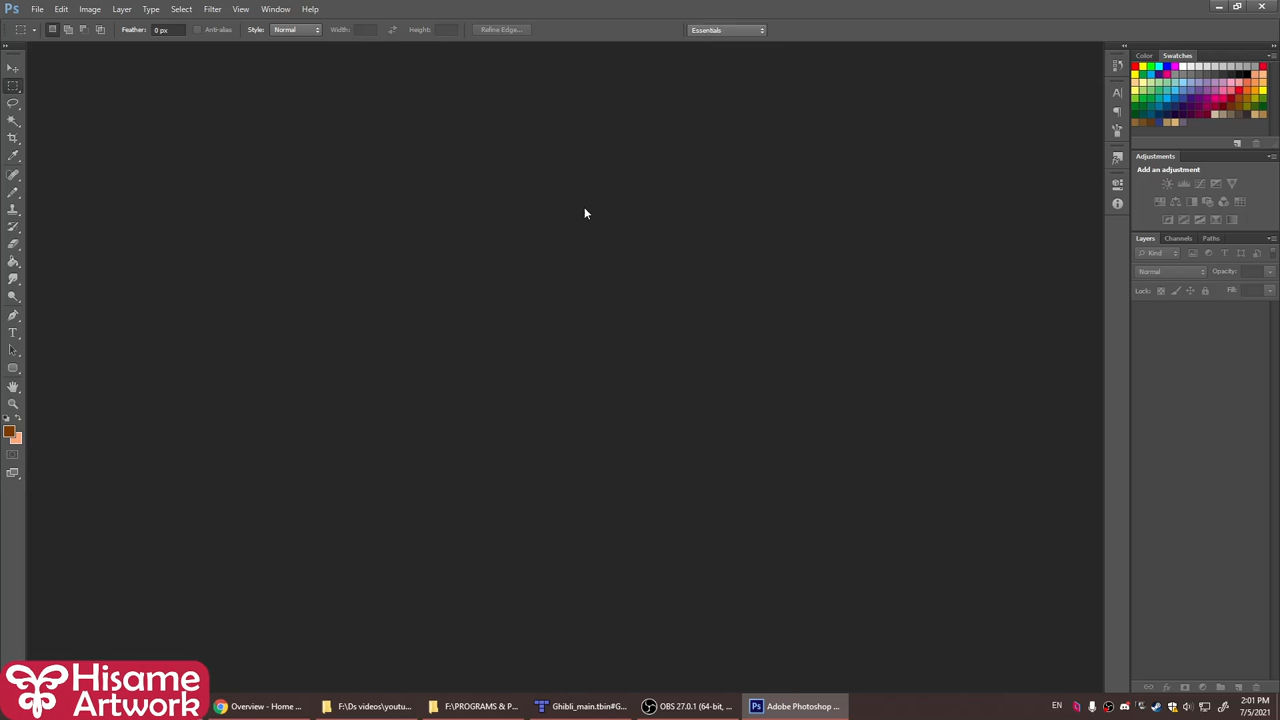 Ps File Edit Image Layer Type Select Filter View Window Help
Feather: 0 px Anti-alias Style: Normal Width: Height: Refine Edge... Essentials
Color Swatches
Adjustments
Add an adjustment
Layers Channels Paths
Kind
Normal Opacity:
Lock: Fill:
Hisame
Artwork
Overview - Home ... F:\Ds videos\youtu... F:\PROGRAMS & P... Ghibli_main.tbin#G... OBS 27.0.1 (64-bit, ... Ps Adobe Photoshop ... EN 2:01 PM
7/5/2021